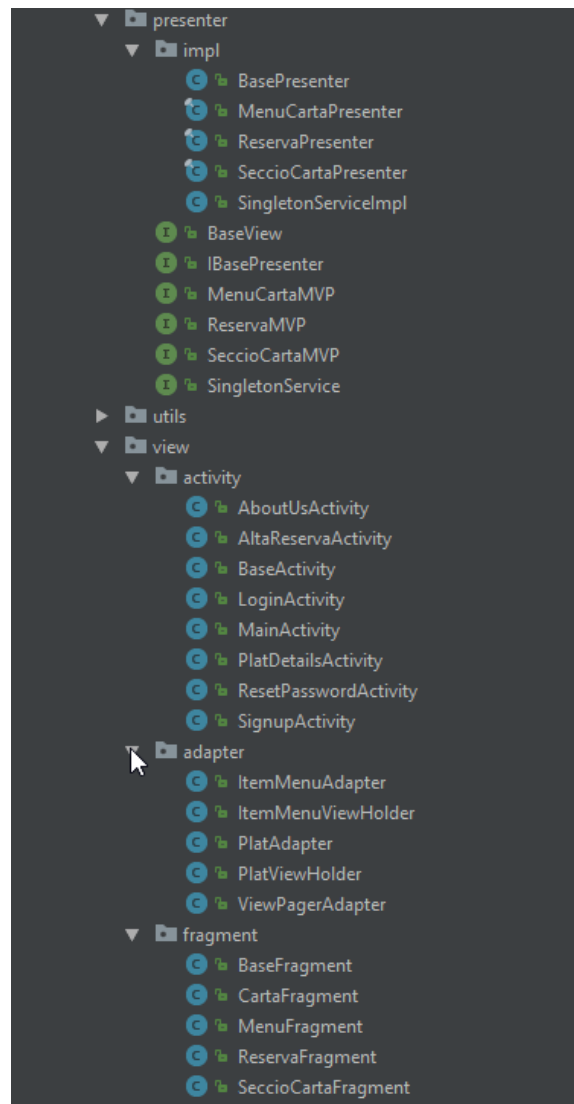 presenter
impl
C BasePresenter
C MenuCartaPresenter
C ReservaPresenter
C SeccioCartaPresenter
C SingletonServiceImpl
I BaseView
I IBasePresenter
I MenuCartaMVP
I ReservaMVP
I SeccioCartaMVP
I SingletonService
utils
view
activity
C AboutUsActivity
C AltaReservaActivity
C BaseActivity
C LoginActivity
C MainActivity
C PlatDetailsActivity
C ResetPasswordActivity
C SignupActivity
adapter
C ItemMenuAdapter
C ItemMenuViewHolder
C PlatAdapter
C PlatViewHolder
C ViewPagerAdapter
fragment
C BaseFragment
C CartaFragment
C MenuFragment
C ReservaFragment
C SeccioCartaFragment